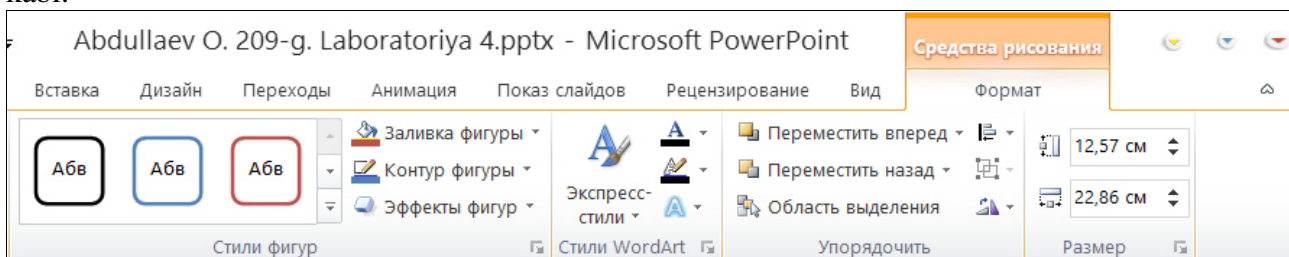 Abdullaev O. 209-g. Laboratoriya 4.pptx - Microsoft PowerPoint
Средства рисования
Вставка Дизайн Переходы Анимация Показ слайдов Рецензирование Вид Формат
Абв Абв Абв
Заливка фигуры
Контур фигуры
Эффекты фигур
Стили фигур
Экспресс-
стили
Стили WordArt
Переместить вперед
Переместить назад
Область выделения
Упорядочить
12,57 см
22,86 см
Размер